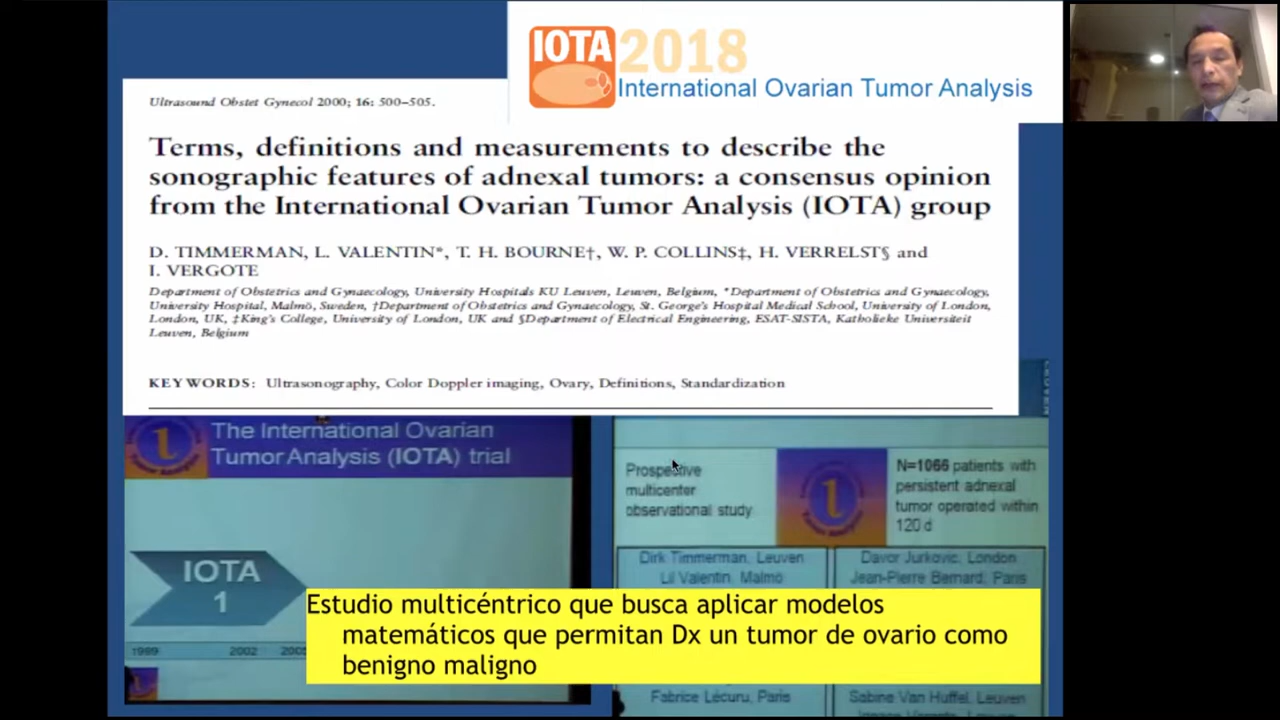 IOTA 2018
International Ovarian Tumor Analysis
Ultrasound Obstet Gynecol 2000; 16: 500–505.
Terms, definitions and measurements to describe the
sonographic features of adnexal tumors: a consensus opinion
from the International Ovarian Tumor Analysis (IOTA) group
D. TIMMERMAN, L. VALENTIN*, T. H. BOURNE†, W. P. COLLINS‡, H. VERRELST§ and
I. VERGOTE
Department of Obstetrics and Gynaecology, University Hospitals KU Leuven, Leuven, Belgium, *Department of Obstetrics and Gynaecology,
University Hospital, Malmö, Sweden, †Department of Obstetrics and Gynaecology, St. George's Hospital Medical School, University of London,
London, UK, ‡King's College, University of London, UK and §Department of Electrical Engineering, ESAT-SISTA, Katholieke Universiteit
Leuven, Belgium
KEYWORDS: Ultrasonography, Color Doppler imaging, Ovary, Definitions, Standardization
The International Ovarian
Tumor Analysis (IOTA) trial
IOTA
1
1999 2002
Prospective
multicenter
observational study
N=1066 patients with
persistent adnexal
tumor operated within
120 d
Dirk Timmerman, Leuven
Lil Valentin, Malmö
Davor Jurkovic, London
Jean-Pierre Bernard, Paris
Estudio multicéntrico que busca aplicar modelos
matemáticos que permitan Dx un tumor de ovario como
benigno maligno
Fabrice Lécuru, Paris
Sabine Van Huffel, Leuven